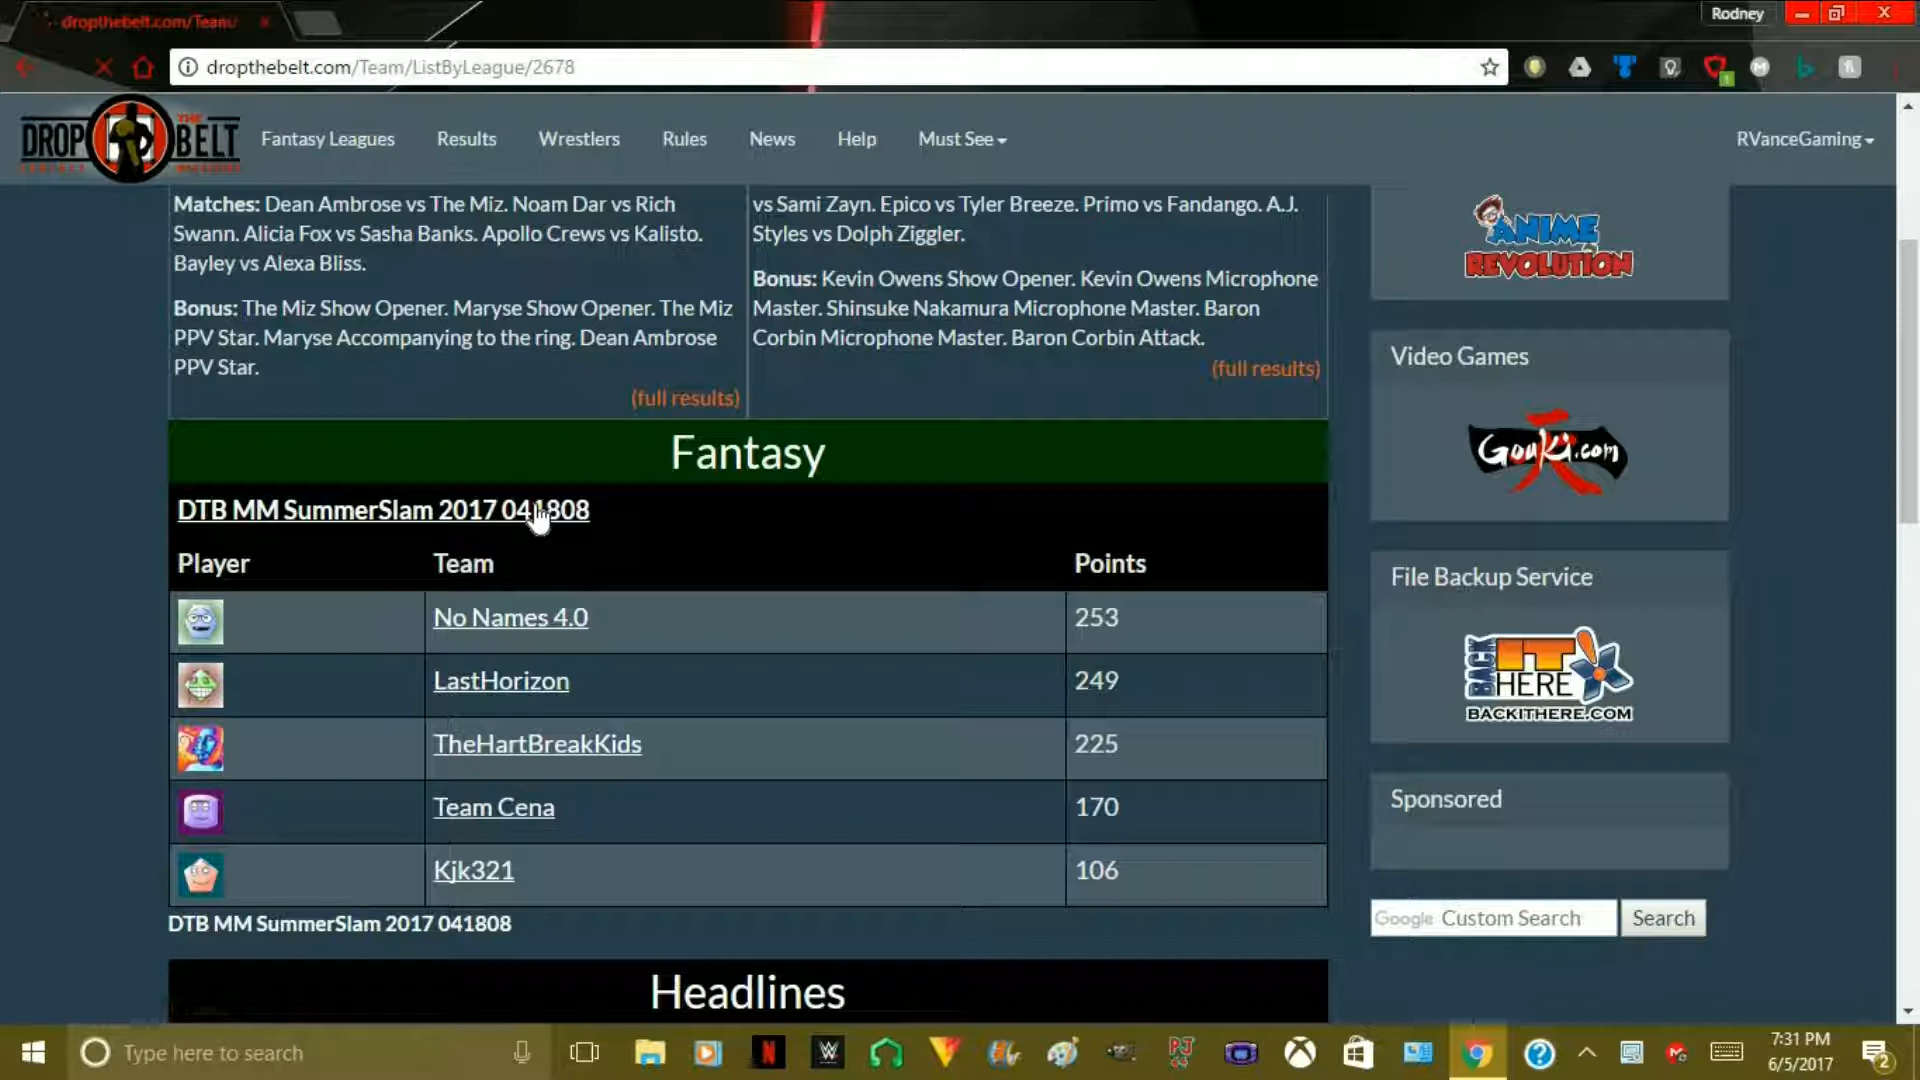 dropthebelt.com/Team/
Rodney
dropthebelt.com/Team/ListByLeague/2678
DROP THE BELT
Fantasy Leagues
Results
Wrestlers
Rules
News
Help
Must See
RVanceGaming
Matches: Dean Ambrose vs The Miz. Noam Dar vs Rich
Swann. Alicia Fox vs Sasha Banks. Apollo Crews vs Kalisto.
Bayley vs Alexa Bliss.
Bonus: The Miz Show Opener. Maryse Show Opener. The Miz
PPV Star. Maryse Accompanying to the ring. Dean Ambrose
PPV Star.
(full results)
vs Sami Zayn. Epico vs Tyler Breeze. Primo vs Fandango. A.J.
Styles vs Dolph Ziggler.
Bonus: Kevin Owens Show Opener. Kevin Owens Microphone
Master. Shinsuke Nakamura Microphone Master. Baron
Corbin Microphone Master. Baron Corbin Attack.
(full results)
Fantasy
DTB MM SummerSlam 2017 041808
Player Team Points
No Names 4.0 253
LastHorizon 249
TheHartBreakKids 225
Team Cena 170
Kjk321 106
DTB MM SummerSlam 2017 041808
Headlines
ANIME
REVOLUTION
Video Games
Gouki.com
File Backup Service
BACK IT! HERE
BACKITHERE.COM
Sponsored
Google Custom Search
Search
Type here to search
7:31 PM
6/5/2017
2